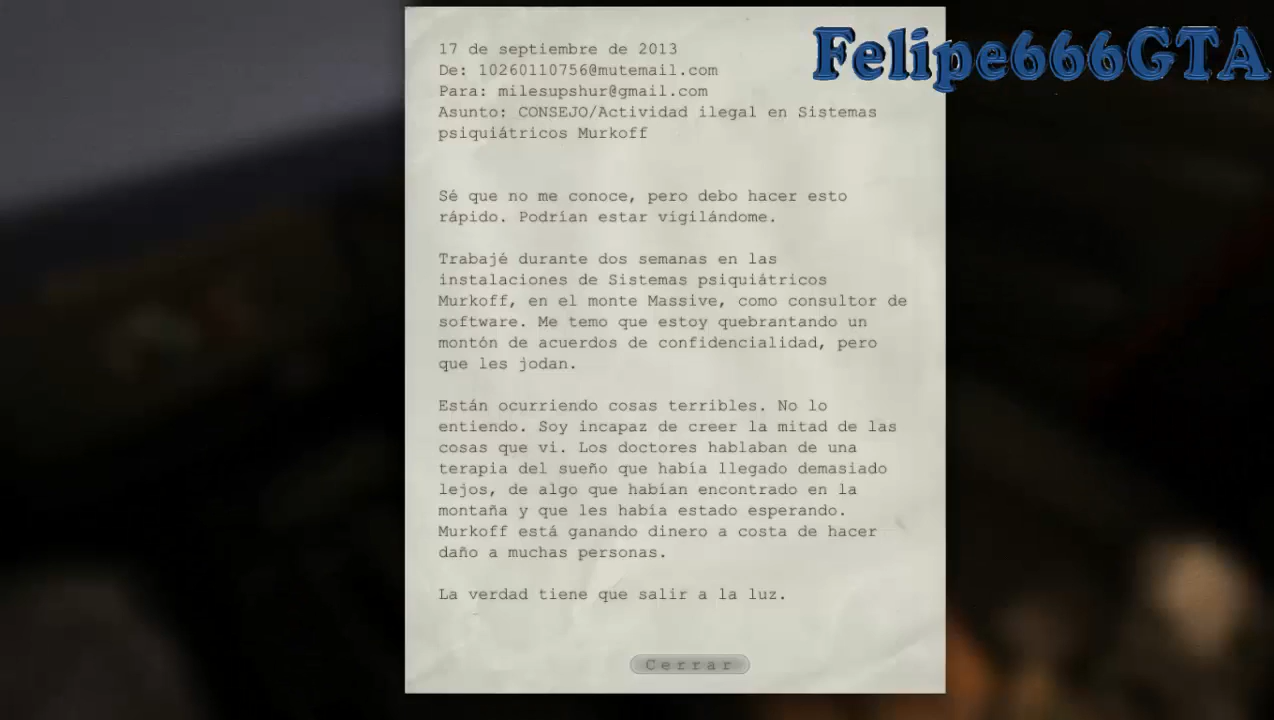 Felipe666GTA
17 de septiembre de 2013
De: 10260110756@mutemail.com
Para: milesupshur@gmail.com
Asunto: CONSEJO/Actividad ilegal en Sistemas
psiquiátricos Murkoff
Sé que no me conoce, pero debo hacer esto
rápido. Podrían estar vigilándome.
Trabajé durante dos semanas en las
instalaciones de Sistemas psiquiátricos
Murkoff, en el monte Massive, como consultor de
software. Me temo que estoy quebrantando un
montón de acuerdos de confidencialidad, pero
que les jodan.
Están ocurriendo cosas terribles. No lo
entiendo. Soy incapaz de creer la mitad de las
cosas que vi. Los doctores hablaban de una
terapia del sueño que había llegado demasiado
lejos, de algo que habían encontrado en la
montaña y que les había estado esperando.
Murkoff está ganando dinero a costa de hacer
daño a muchas personas.
La verdad tiene que salir a la luz.
Cerrar